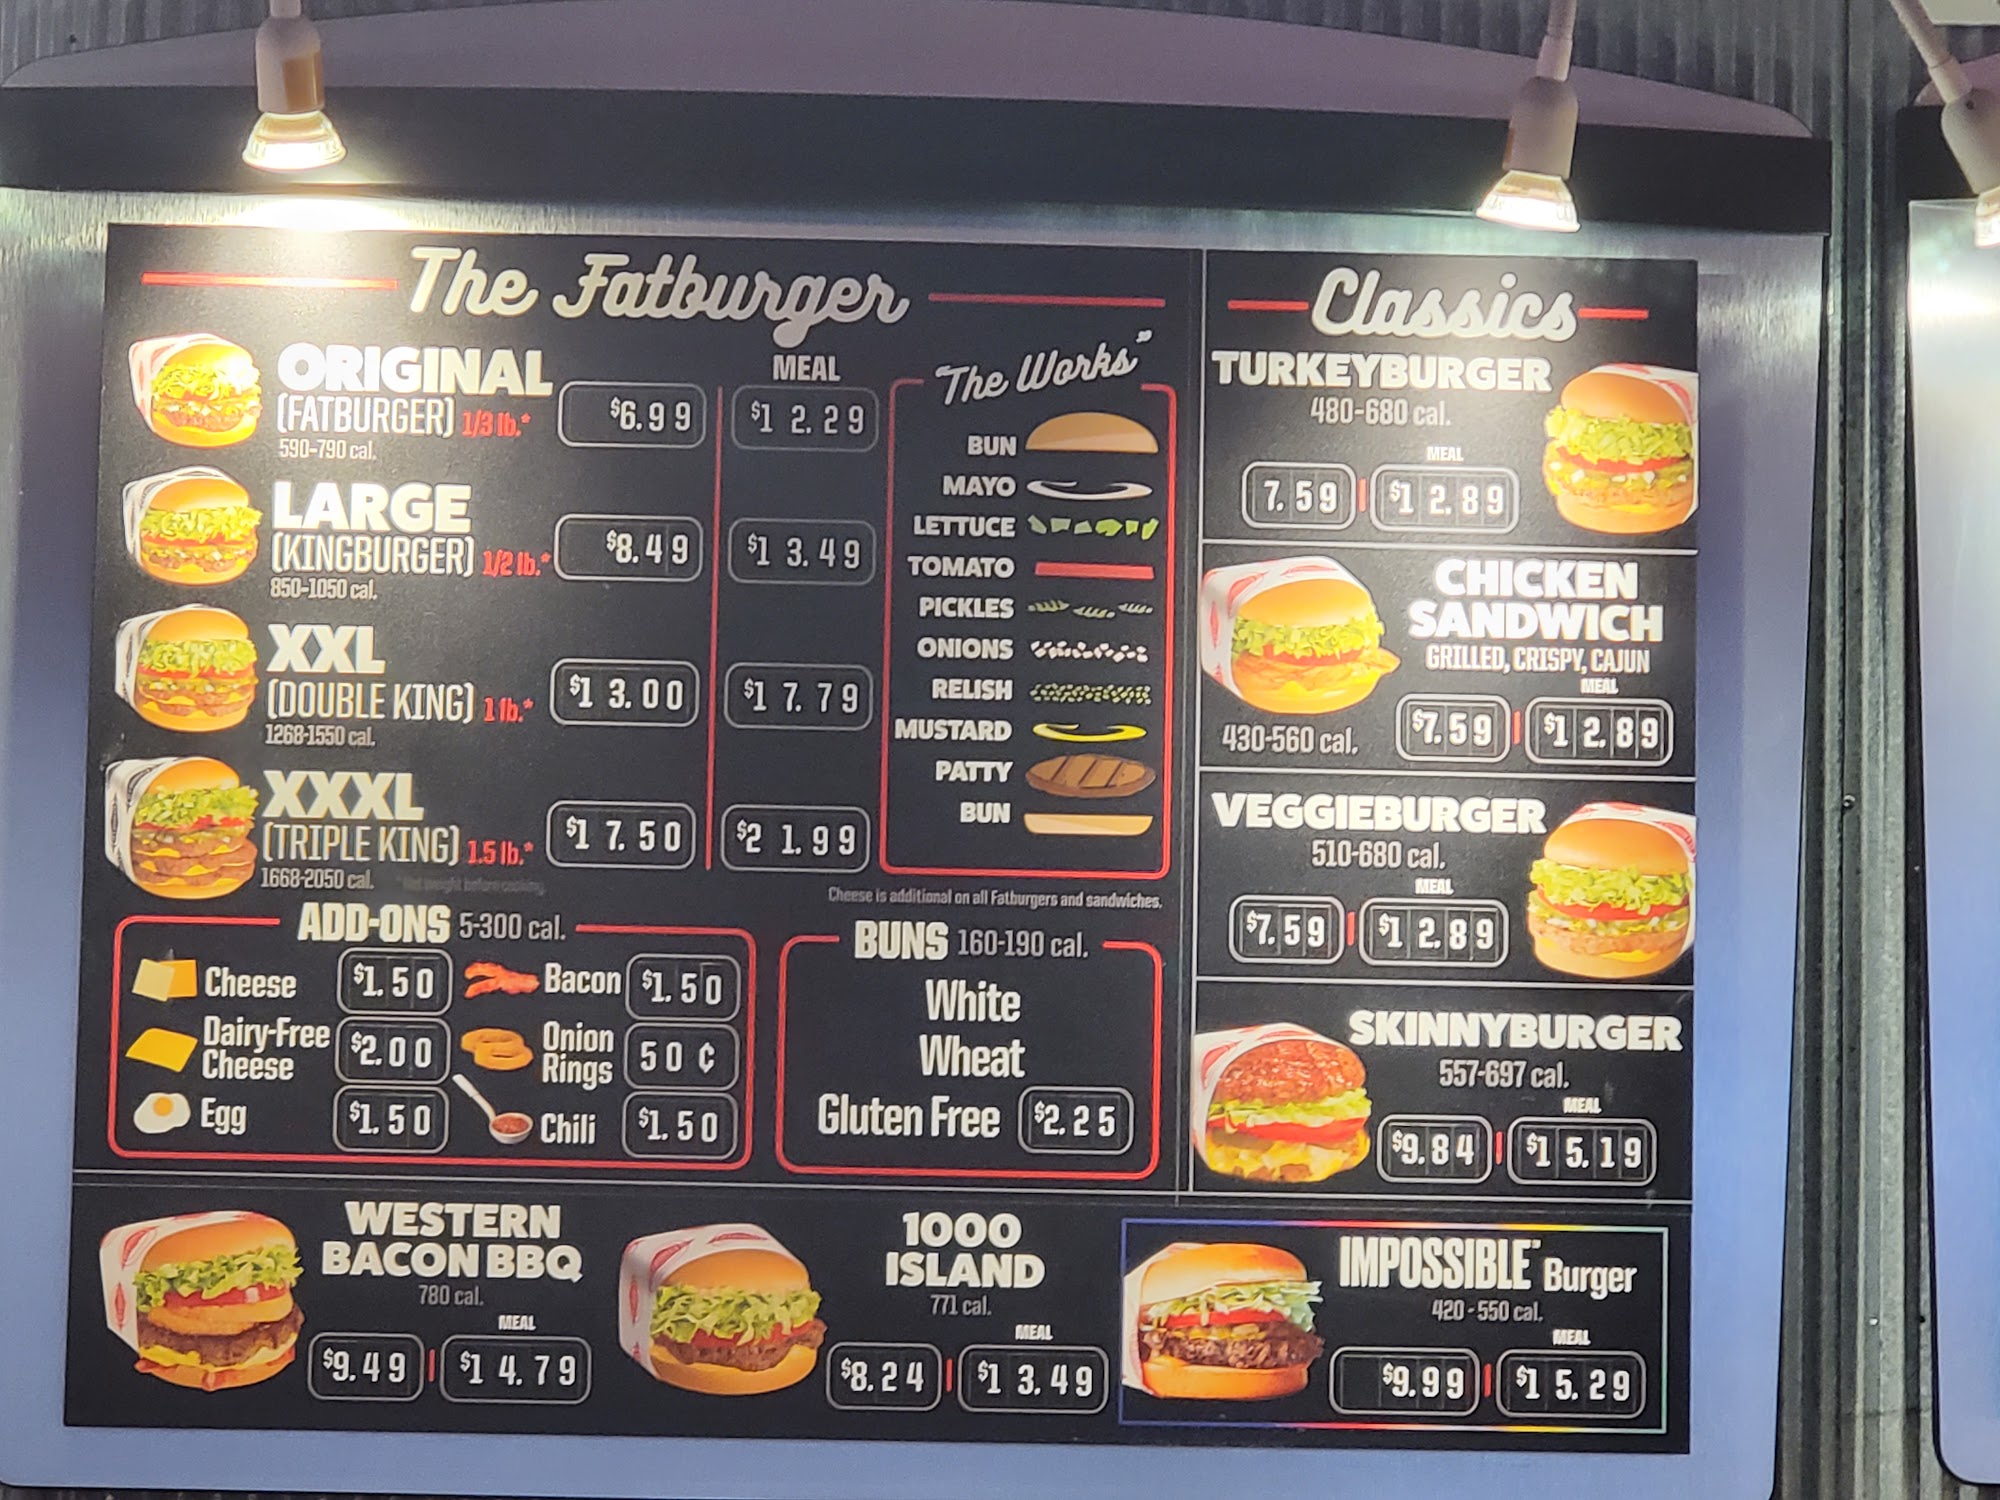 The Fatburger
ORIGINAL
(FATBURGER) 1/3 lb.*
590-790 cal.
$6.99
MEAL
$12.29
LARGE
(KINGBURGER) 1/2 lb.*
850-1050 cal.
$8.49
$13.49
XXL
(DOUBLE KING) 1 lb.*
1268-1550 cal.
$13.00
$17.79
XXXL
(TRIPLE KING) 1.5 lb.*
1668-2050 cal.
*Net weight before cooking.
$17.50
$21.99
"The Works"
BUN
MAYO
LETTUCE
TOMATO
PICKLES
ONIONS
RELISH
MUSTARD
PATTY
BUN
Cheese is additional on all Fatburgers and sandwiches.
ADD-ONS 5-300 cal.
Cheese $1.50
Bacon $1.50
Dairy-Free
Cheese
$2.00
Onion
Rings
50¢
Egg $1.50
Chili $1.50
BUNS 160-190 cal.
White
Wheat
Gluten Free $2.25
Classics
TURKEYBURGER
480-680 cal.
MEAL
7.59 | $12.89
CHICKEN
SANDWICH
GRILLED, CRISPY, CAJUN
MEAL
430-560 cal.
$7.59 | $12.89
VEGGIEBURGER
510-680 cal.
MEAL
$7.59 | $12.89
SKINNYBURGER
557-697 cal.
MEAL
$9.84 | $15.19
WESTERN
BACON BBQ
780 cal.
MEAL
$9.49 | $14.79
1000
ISLAND
771 cal.
MEAL
$8.24 | $13.49
IMPOSSIBLE™ Burger
420-550 cal.
MEAL
$9.99 | $15.29